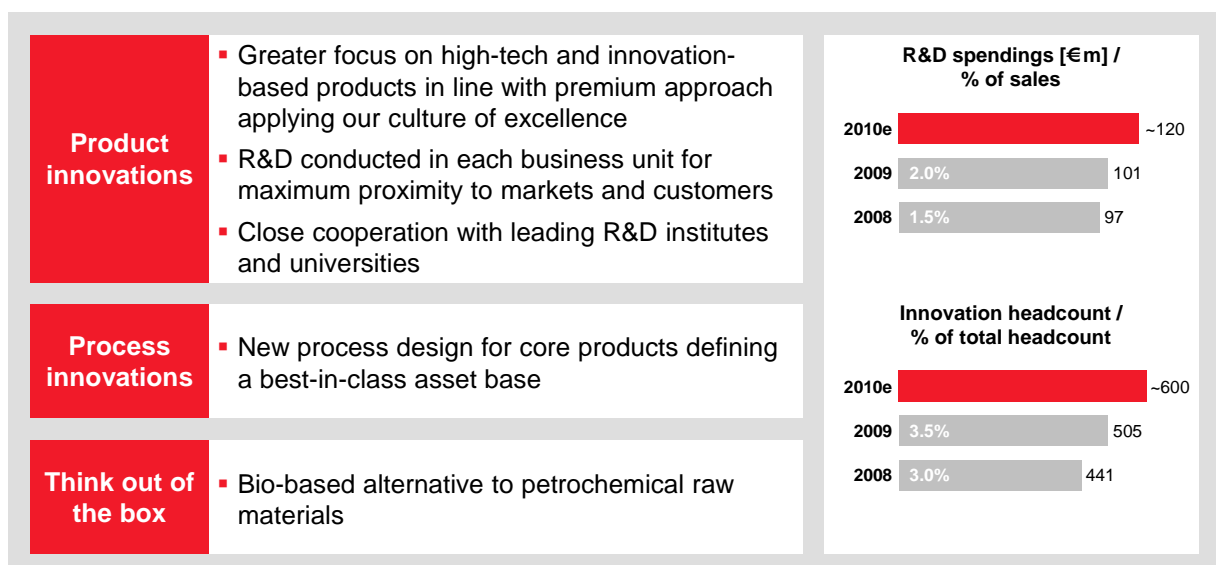 Product
innovations
▪ Greater focus on high-tech and innovation-
based products in line with premium approach
applying our culture of excellence
▪ R&D conducted in each business unit for
maximum proximity to markets and customers
▪ Close cooperation with leading R&D institutes
and universities
Process
innovations
▪ New process design for core products defining
a best-in-class asset base
Think out of
the box
▪ Bio-based alternative to petrochemical raw
materials
R&D spendings [€m] /
% of sales
2010e ~120
2009 2.0% 101
2008 1.5% 97
Innovation headcount /
% of total headcount
2010e ~600
2009 3.5% 505
2008 3.0% 441